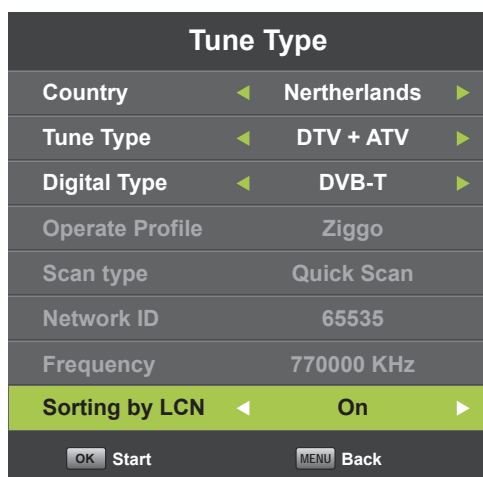 Tune Type
Country Nertherlands
Tune Type DTV + ATV
Digital Type DVB-T
Operate Profile Ziggo
Scan type Quick Scan
Network ID 65535
Frequency 770000 KHz
Sorting by LCN On
OK Start MENU Back